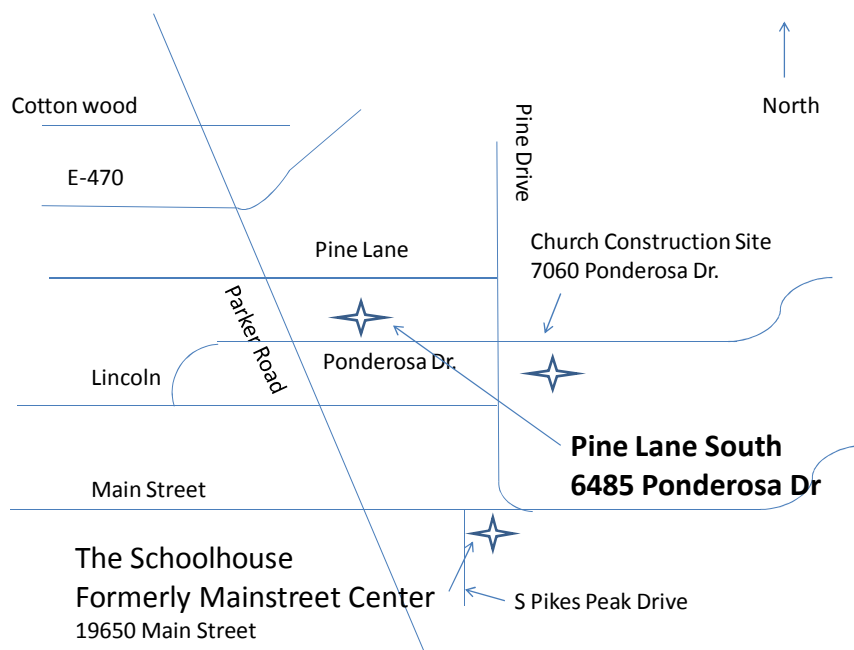 Cotton wood
North
Pine Drive
E-470
Church Construction Site
7060 Ponderosa Dr.
Pine Lane
Parker Road
Ponderosa Dr.
Lincoln
Pine Lane South
6485 Ponderosa Dr
Main Street
The Schoolhouse
Formerly Mainstreet Center
19650 Main Street
S Pikes Peak Drive